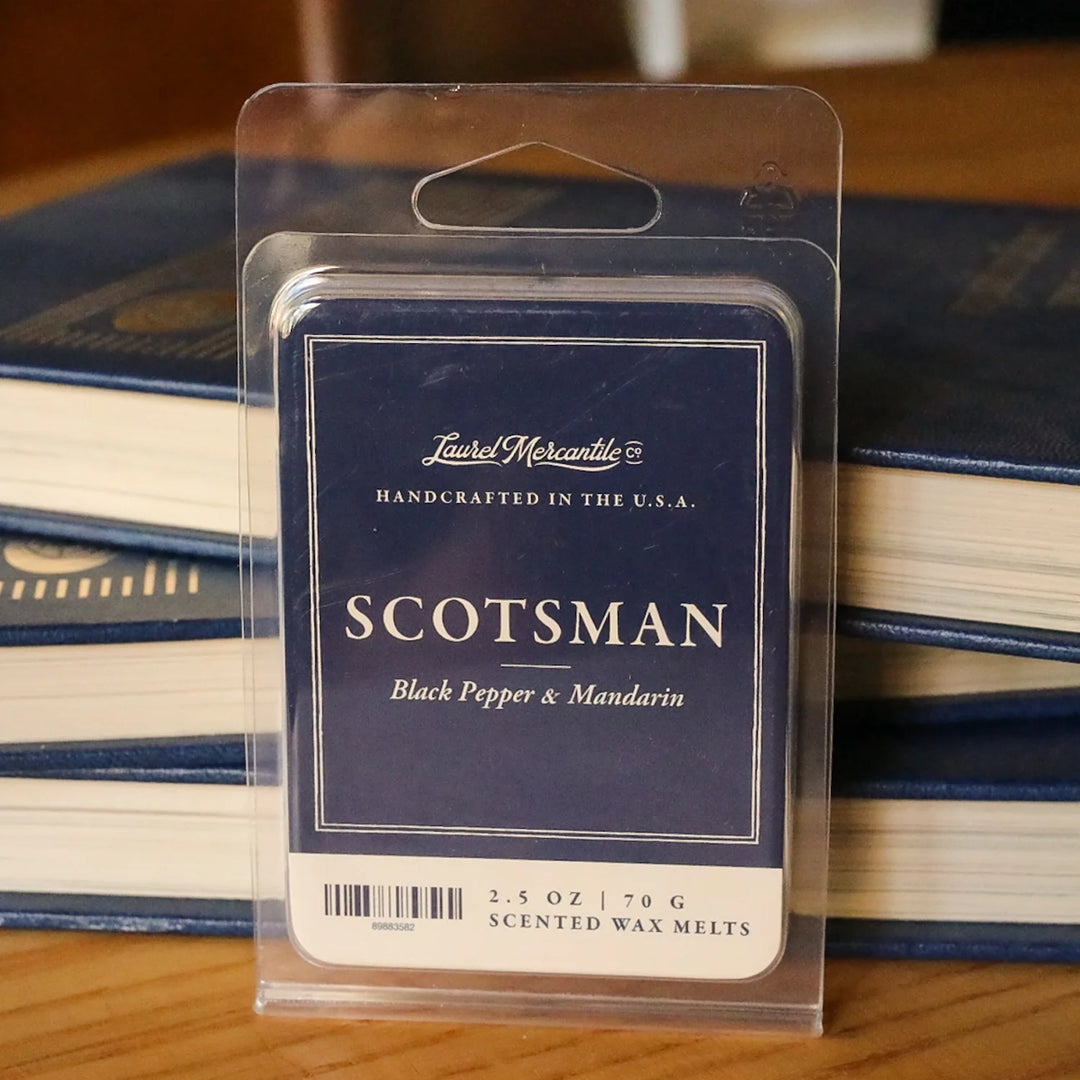 Laurel Mercantile Co
HANDCRAFTED IN THE U.S.A.
SCOTSMAN
Black Pepper & Mandarin
89883582
2.5 OZ | 70 G
SCENTED WAX MELTS